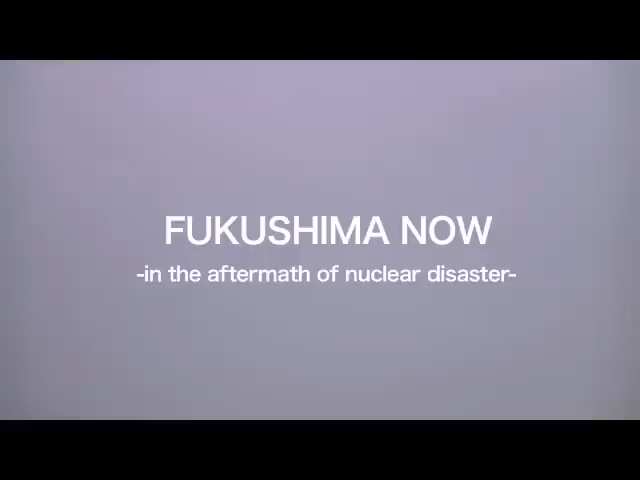 FUKUSHIMA NOW
-in the aftermath of nuclear disaster-